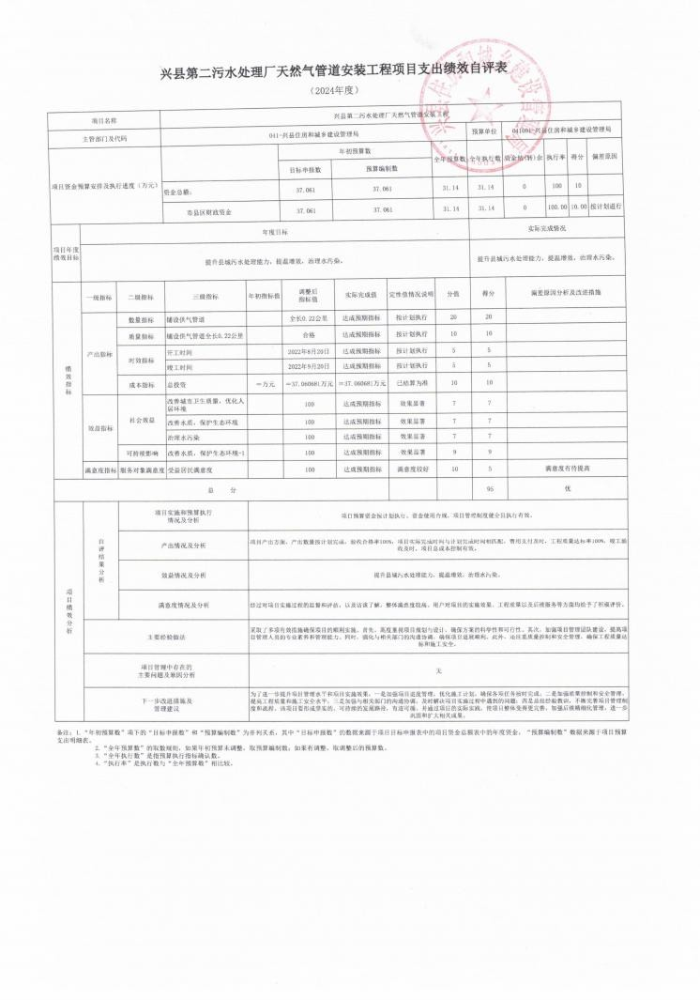 兴县第二污水处理厂天然气管道安装工程项目支出绩效自评表
（2024年度）
项目名称 兴县第二污水处理厂天然气管道安装工程
主管部门及代码 041-兴县住房和城乡建设管理局 预算单位 041001-兴县住房和城乡建设管理局
项目资金预算安排及执行进度（万元） 年初预算数 全年预算数 全年执行数 资金结(转)余 执行率 得分 偏差原因
目标申报数 预算编制数
资金总额： 37.061 37.061 31.14 31.14 0 100 10
市县区财政资金 37.061 37.061 31.14 31.14 0 100.00 10.00 按计划进行
项目年度绩效目标 年度目标 实际完成情况
提升县城污水处理能力，提温增效，治理水污染。 提升县城污水处理能力，提温增效，治理水污染。
绩效指标 一级指标 二级指标 三级指标 年初指标值 调整后指标值 实际完成值 定性值情况说明 分值 得分 偏差原因分析及改进措施
产出指标 数量指标 铺设供气管道 全长0.22公里 达成预期指标 按计划执行 20 20
质量指标 铺设供气管道全长0.22公里 合格 达成预期指标 按计划执行 10 10
时效指标 开工时间 2022年8月20日 达成预期指标 按计划执行 5 5
竣工时间 2022年9月20日 达成预期指标 按计划执行 5 5
成本指标 总投资 =万元 =37.060681万元 =37.060681万元 已结算为准 10 10
效益指标 社会效益 改善城市卫生质量，优化人居环境 100 达成预期指标 效果显著 7 7
改善水质，保护生态环境 100 达成预期指标 效果显著 7 7
治理水污染 100 达成预期指标 效果显著 7 7
可持续影响 改善水质，保护生态环境-1 100 达成预期指标 效果显著 9 9
满意度指标 服务对象满意度 受益居民满意度 100 达成预期指标 满意度较好 10 5 满意度有待提高
总 分 95 优
项目绩效分析 自评结果分析 项目实施和预算执行情况及分析 项目预算资金按计划执行，资金使用合规，项目管理制度健全且执行有效。
产出情况及分析 项目产出方面，产出数量按计划完成，验收合格率100%，项目实际完成时间与计划完成时间相匹配，费用支付及时，工程质量达标率100%，竣工验收及时，项目总成本控制有效。
效益情况及分析 提升县城污水处理能力，提温增效，治理水污染。
满意度情况及分析 经过对项目实施过程的监督和评估，以及访谈了解，整体满意度较高，用户对项目的实施效果、工程质量以及后续服务等方面均给予了积极评价。
主要经验做法 采取了多项有效措施确保项目的顺利实施。首先，高度重视项目规划与设计，确保方案的科学性和可行性。其次，加强项目管理团队建设，提高项目管理人员的专业素养和管理能力。同时，强化与相关部门的沟通协调，确保项目进展顺利。此外，还注重质量控制和安全管理，确保工程质量达标和施工安全。
项目管理中存在的主要问题及原因分析 无
下一步改进措施及管理建议 为了进一步提升项目管理水平和项目实施效果，一是加强项目进度管理，优化施工计划，确保各项任务按时完成；二是加强质量控制和安全管理，提高工程质量和施工安全水平；三是加强与相关部门的沟通协调，及时解决项目实施过程中遇到的问题；四是总结经验教训，不断完善项目管理制度和流程。
备注：1.“年初预算数”项下的“目标申报数”和“预算编制数”为并列关系，其中“目标申报数”的数据来源于项目目标申报表中的项目资金总额表中的年度资金，“预算编制数”数据来源于项目预算
支出明细表。
2.“全年预算数”的取数规则，如果年初预算未调整，取预算编制数；如果有调整，取调整后的预算数。
3.“全年执行数”是指预算执行指标确认数。
4.“执行率”是执行数与“全年预算数”相比较。